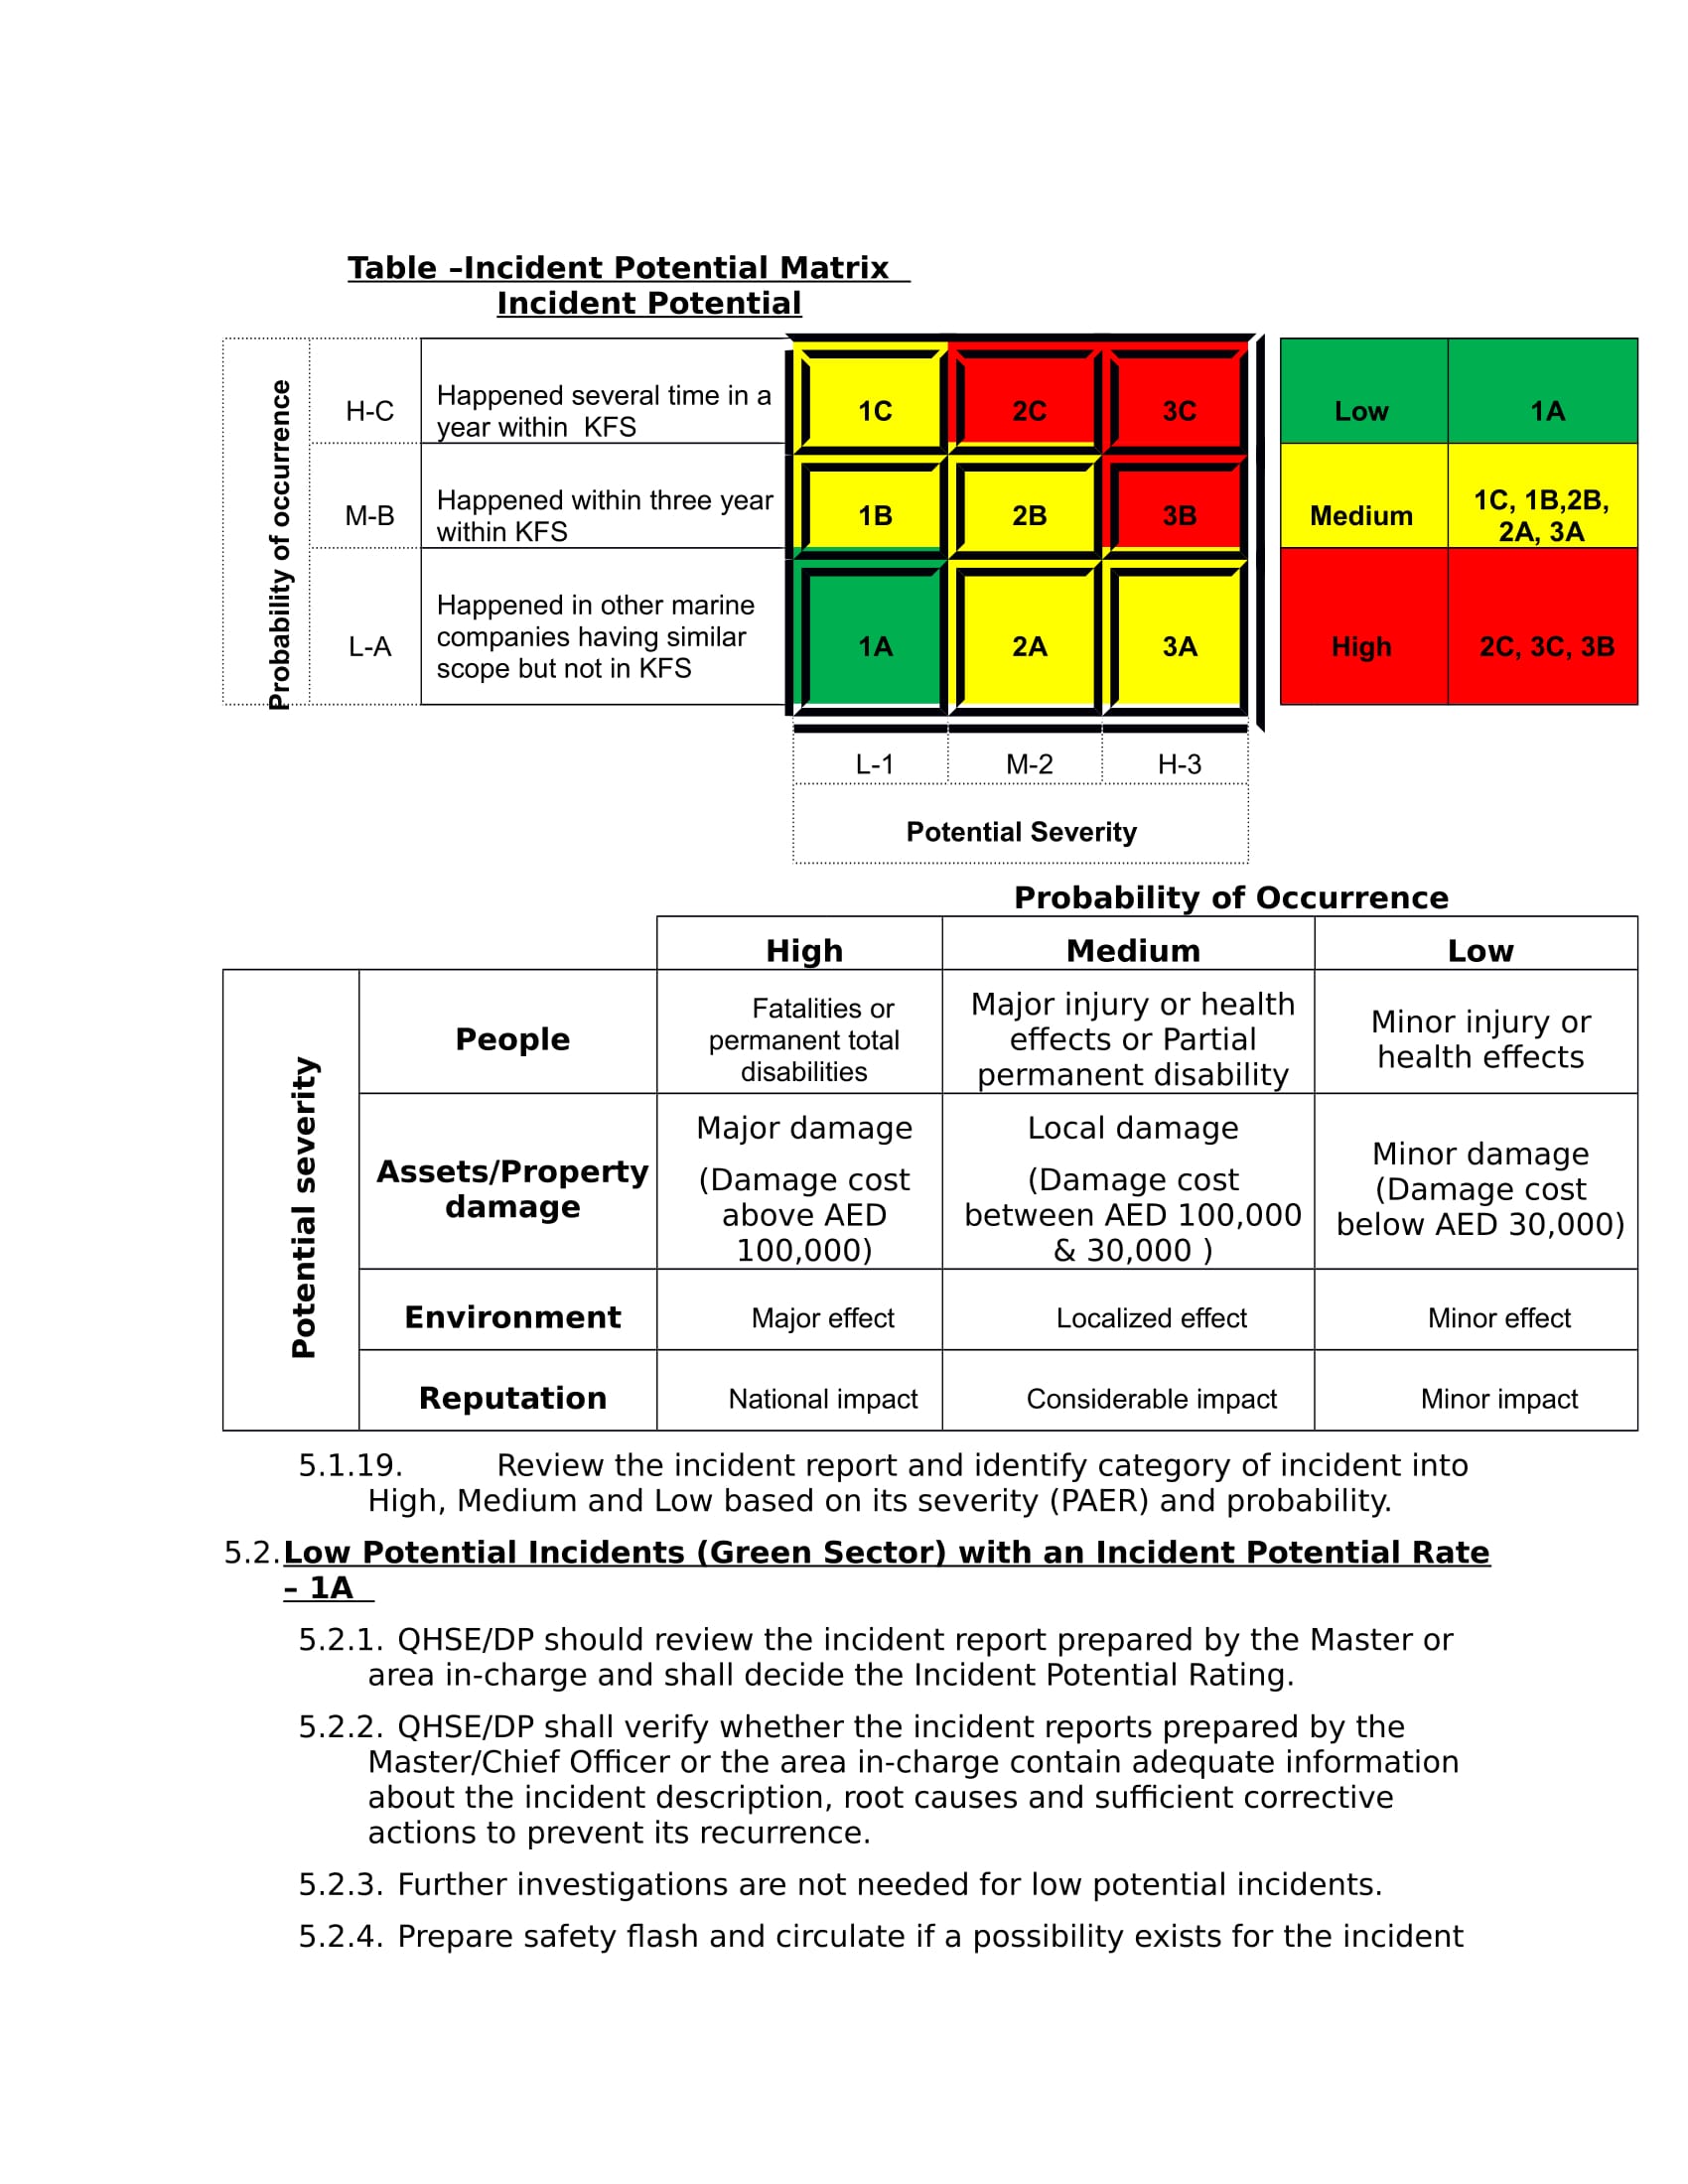 Table –Incident Potential Matrix
Incident Potential
Probability of occurrence
H-C
Happened several time in a
year within  KFS
1C
2C
3C
Low
1A
M-B
Happened within three year
within KFS
1B
2B
3B
Medium
1C, 1B,2B,
2A, 3A
L-A
Happened in other marine
companies having similar
scope but not in KFS
1A
2A
3A
High
2C, 3C, 3B
L-1
M-2
H-3
Potential Severity
Probability of Occurrence
High
Medium
Low
Potential severity
People
Fatalities or
permanent total
disabilities
Major injury or health
effects or Partial
permanent disability
Minor injury or
health effects
Assets/Property
damage
Major damage
(Damage cost
above AED
100,000)
Local damage
(Damage cost
between AED 100,000
& 30,000 )
Minor damage
(Damage cost
below AED 30,000)
Environment
Major effect
Localized effect
Minor effect
Reputation
National impact
Considerable impact
Minor impact
5.1.19. Review the incident report and identify category of incident into
High, Medium and Low based on its severity (PAER) and probability.
5.2. Low Potential Incidents (Green Sector) with an Incident Potential Rate
– 1A
5.2.1. QHSE/DP should review the incident report prepared by the Master or
area in-charge and shall decide the Incident Potential Rating.
5.2.2. QHSE/DP shall verify whether the incident reports prepared by the
Master/Chief Officer or the area in-charge contain adequate information
about the incident description, root causes and sufficient corrective
actions to prevent its recurrence.
5.2.3. Further investigations are not needed for low potential incidents.
5.2.4. Prepare safety flash and circulate if a possibility exists for the incident